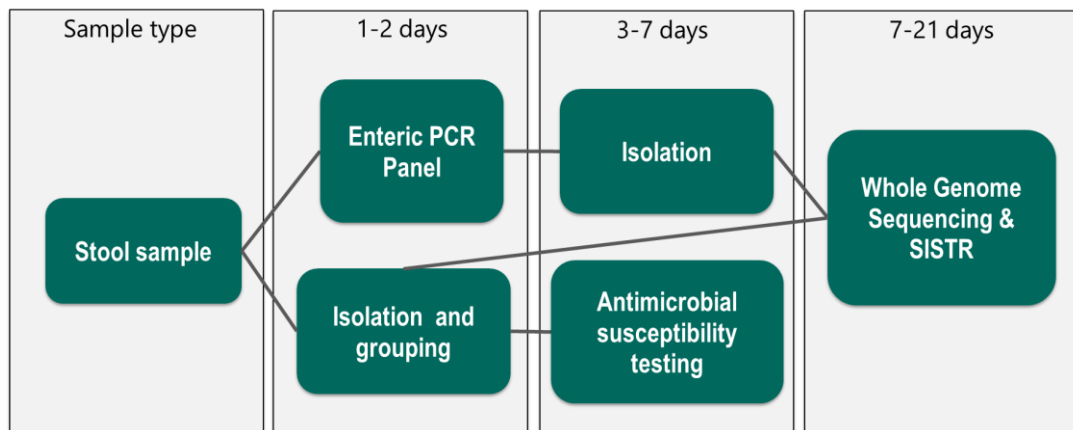 Sample type
1-2 days
3-7 days
7-21 days
Enteric PCR
Panel
Isolation
Whole Genome
Sequencing &
SISTR
Stool sample
Isolation and
grouping
Antimicrobial
susceptibility
testing